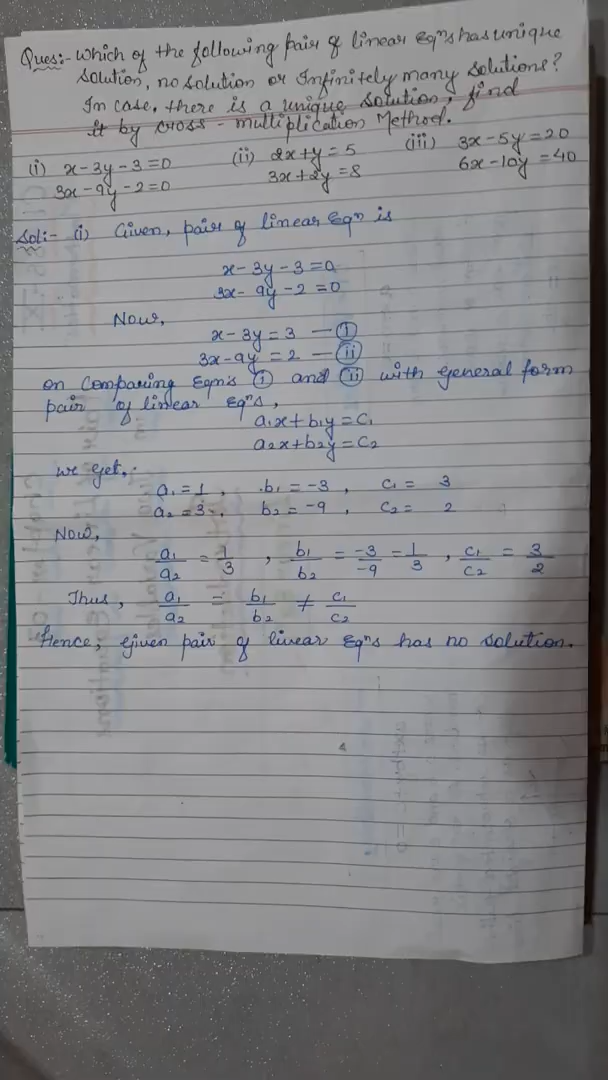 Ques:- Which of the following pair of linear Eqⁿs has unique
solution, no solution or Infinitely many solutions?
In case, there is a unique solution, find
it by cross - multiplication Method.
(i) x-3y-3=0 (ii) 2x+y=5 (iii) 3x-5y=20
3x-9y-2=0 3x+2y=8 6x-10y=40
Sol:- (i) Given, pair of linear Eqⁿ is
x-3y-3=0
3x-9y-2=0
Now,
x-3y=3 —(i)
3x-9y=2 —(ii)
on comparing Eqn's (i) and (ii) with general form
pair of linear Eqⁿs,
a₁x+b₁y=c₁
a₂x+b₂y=c₂
we get,
a₁=1, b₁=-3, c₁= 3
a₂=3, b₂=-9, c₂= 2
Now,
a₁/a₂ = 1/3, b₁/b₂ = -3/-9 = 1/3, c₁/c₂ = 3/2
Thus, a₁/a₂ = b₁/b₂ ≠ c₁/c₂
Hence, given pair of linear Eqⁿs has no solution.